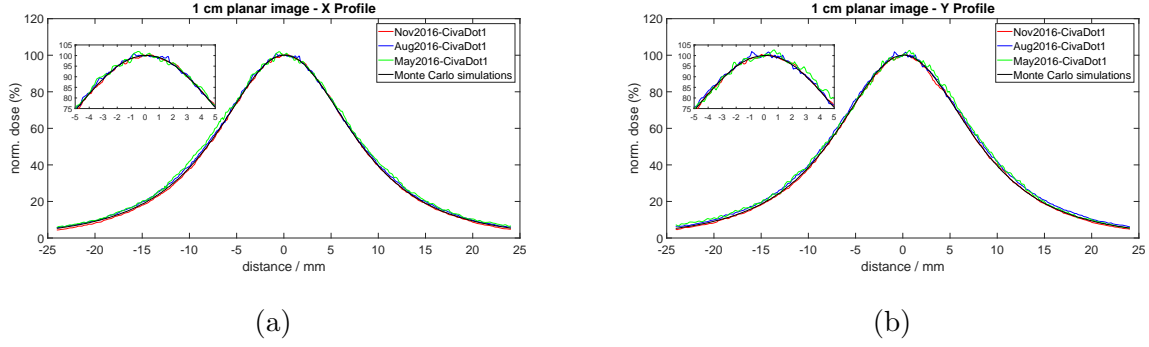 1 cm planar image - X Profile
120
100
80
60
40
20
0
norm. dose (%)
-25 -20 -15 -10 -5 0 5 10 15 20 25
distance / mm
105
100
95
90
85
80
75
-5 -4 -3 -2 -1 0 1 2 3 4 5
Nov2016-CivaDot1
Aug2016-CivaDot1
May2016-CivaDot1
Monte Carlo simulations
(a)
1 cm planar image - Y Profile
120
100
80
60
40
20
0
norm. dose (%)
-25 -20 -15 -10 -5 0 5 10 15 20 25
distance / mm
105
100
95
90
85
80
75
-5 -4 -3 -2 -1 0 1 2 3 4 5
Nov2016-CivaDot1
Aug2016-CivaDot1
May2016-CivaDot1
Monte Carlo simulations
(b)